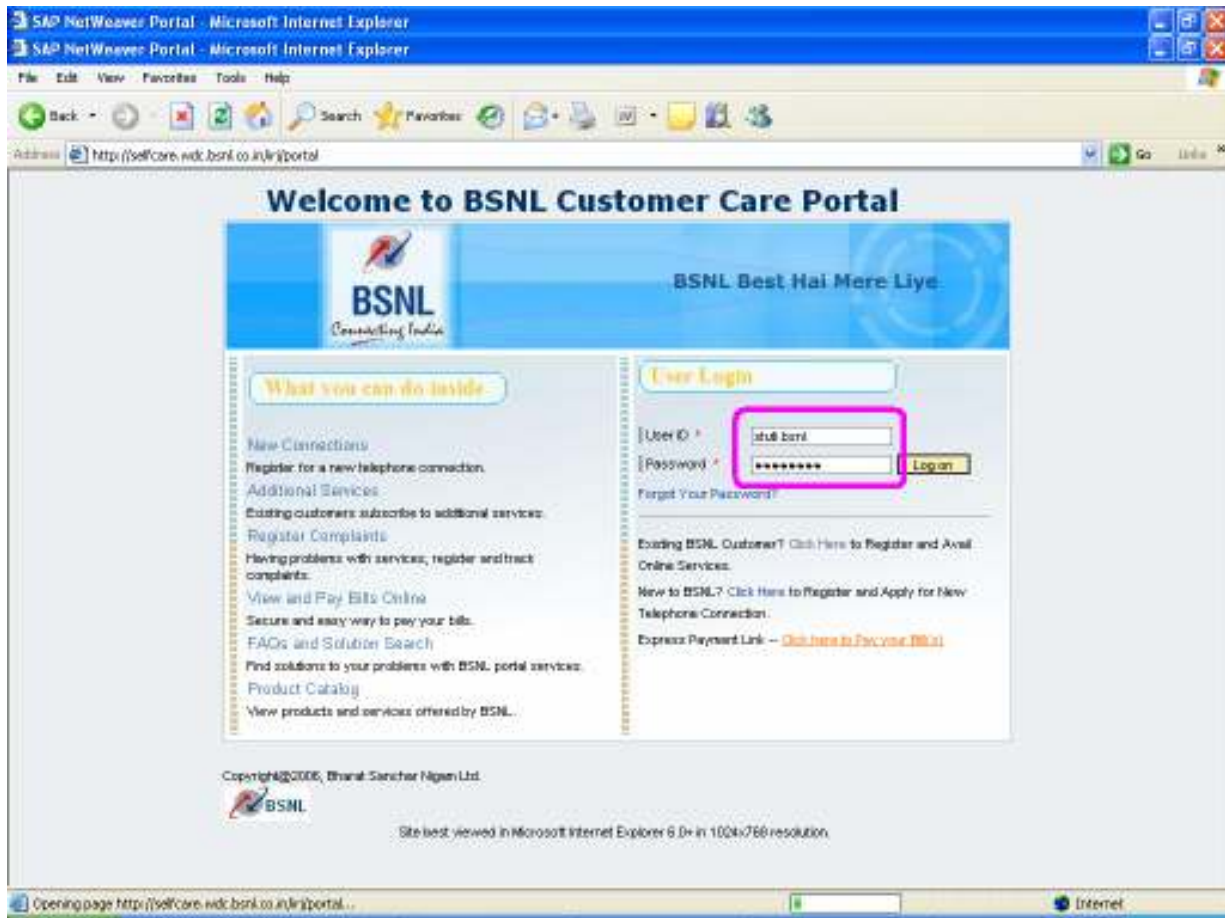 SAP NetWeaver Portal - Microsoft Internet Explorer
SAP NetWeaver Portal - Microsoft Internet Explorer
File Edit View Favorites Tools Help
Back Search Favorites
Address http://selfcare.wdc.bsnl.co.in/irj/portal Go Links
Welcome to BSNL Customer Care Portal
BSNL
Connecting India
BSNL Best Hai Mere Liye
What you can do inside
New Connections
Register for a new telephone connection.
Additional Services
Existing customers subscribe to additional services.
Register Complaints
Having problems with services, register and track
complaints.
View and Pay Bills Online
Secure and easy way to pay your bills.
FAQs and Solution Search
Find solutions to your problems with BSNL portal services.
Product Catalog
View products and services offered by BSNL.
User Login
User ID *
Password * ******** Log on
Forgot Your Password?
Existing BSNL Customer? Click Here to Register and Avail
Online Services.
New to BSNL? Click Here to Register and Apply for New
Telephone Connection.
Express Payment Link -- Click here to Pay your Bill(s)
Copyright@2006, Bharat Sanchar Nigam Ltd.
BSNL
Site best viewed in Microsoft Internet Explorer 6.0+ in 1024x768 resolution.
Opening page http://selfcare.wdc.bsnl.co.in/irj/portal... Internet